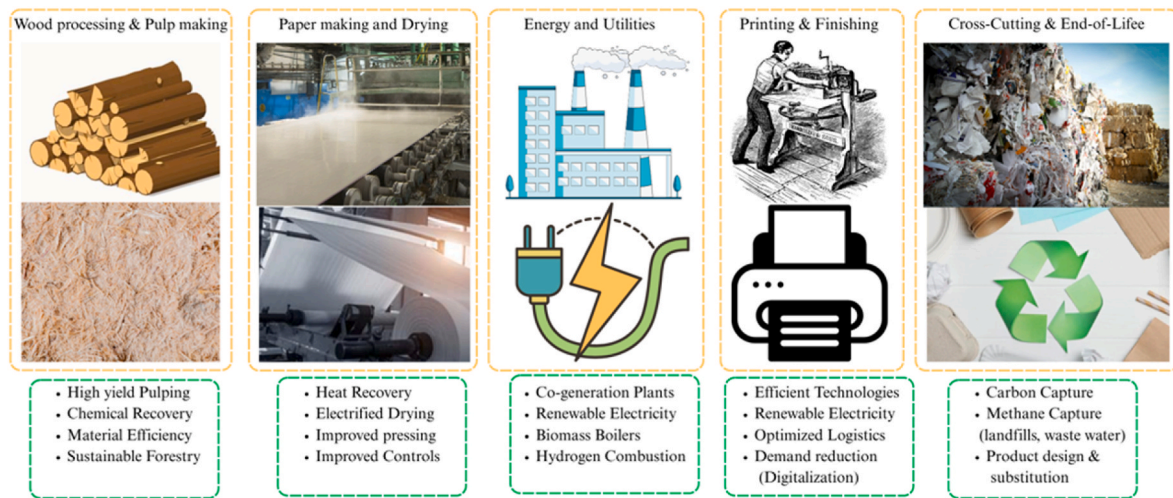 Wood processing & Pulp making
Paper making and Drying
Energy and Utilities
Printing & Finishing
Cross-Cutting & End-of-Lifee
• High yield Pulping
• Chemical Recovery
• Material Efficiency
• Sustainable Forestry
• Heat Recovery
• Electrified Drying
• Improved pressing
• Improved Controls
• Co-generation Plants
• Renewable Electricity
• Biomass Boilers
• Hydrogen Combustion
• Efficient Technologies
• Renewable Electricity
• Optimized Logistics
• Demand reduction
(Digitalization)
• Carbon Capture
• Methane Capture
(landfills, waste water)
• Product design &
substitution